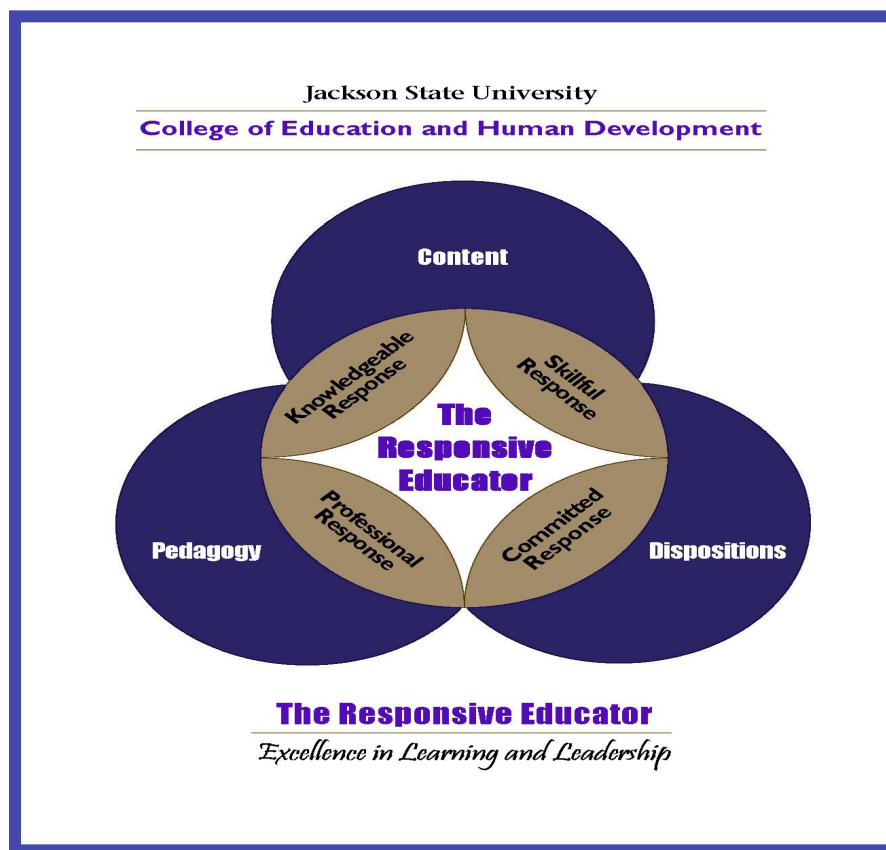 Jackson State University
College of Education and Human Development
Content
Knowledgeable
Response
Skillful
Response
The
Responsive
Educator
Professional
Response
Committed
Response
Pedagogy
Dispositions
The Responsive Educator
Excellence in Learning and Leadership